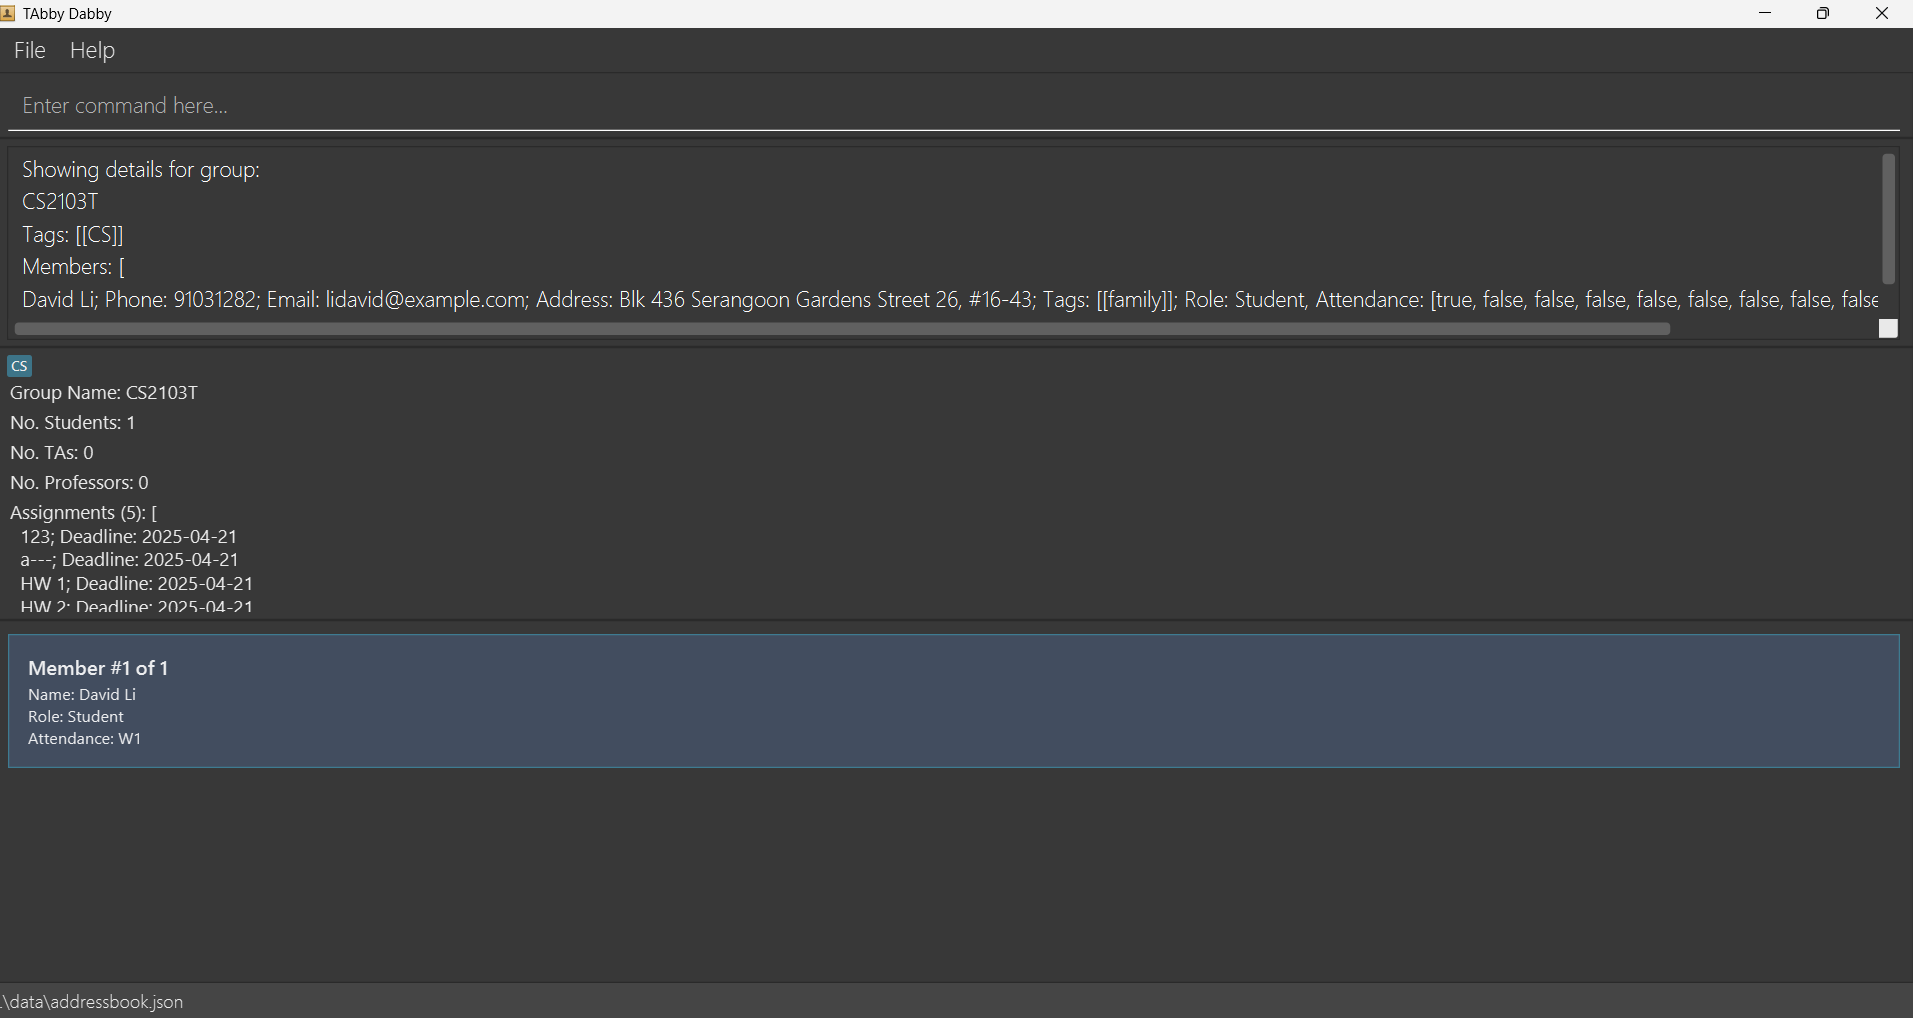 TAbby Dabby
File Help
Enter command here...
Showing details for group:
CS2103T
Tags: [[CS]]
Members: [
David Li; Phone: 91031282; Email: lidavid@example.com; Address: Blk 436 Serangoon Gardens Street 26, #16-43; Tags: [[family]]; Role: Student, Attendance: [true, false, false, false, false, false, false, false, false
CS
Group Name: CS2103T
No. Students: 1
No. TAs: 0
No. Professors: 0
Assignments (5): [
123; Deadline: 2025-04-21
a---; Deadline: 2025-04-21
HW 1; Deadline: 2025-04-21
HW 2; Deadline: 2025-04-21
Member #1 of 1
Name: David Li
Role: Student
Attendance: W1
.\data\addressbook.json